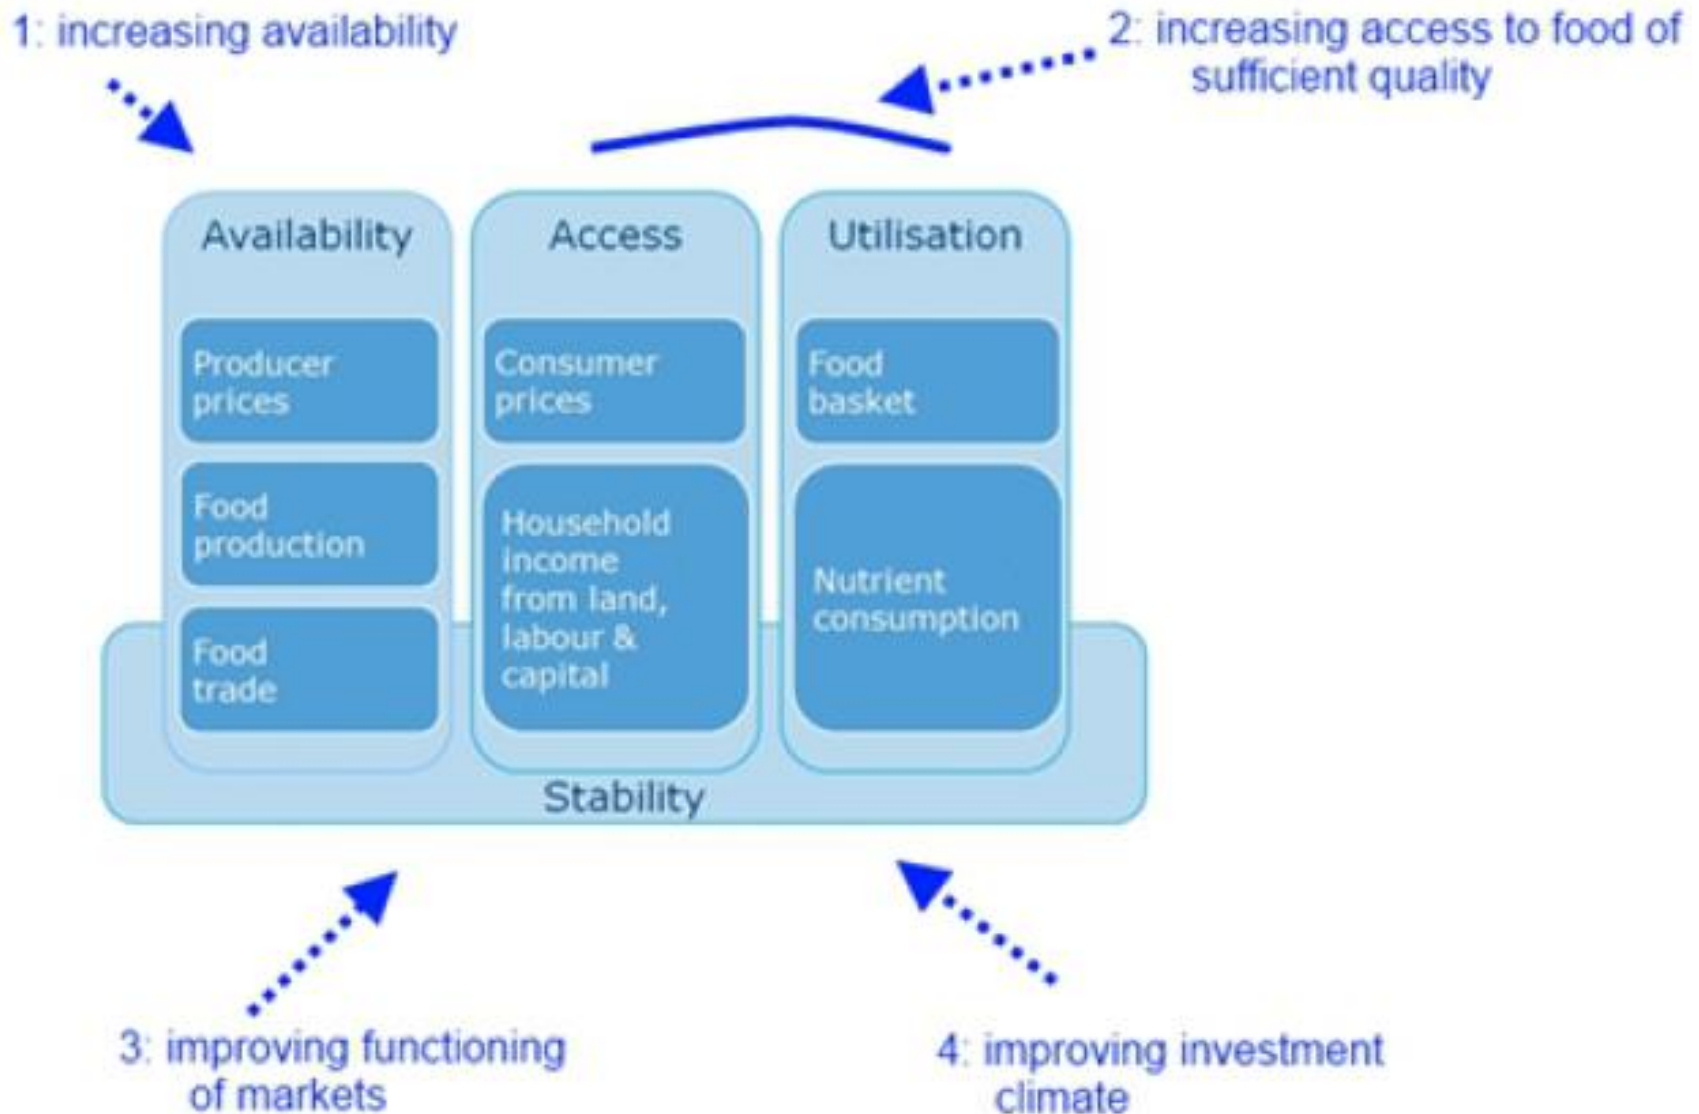 1: increasing availability
2: increasing access to food of
sufficient quality
Availability
Producer
prices
Food
production
Food
trade
Access
Consumer
prices
Household
income
from land,
labour &
capital
Utilisation
Food
basket
Nutrient
consumption
Stability
3: improving functioning
of markets
4: improving investment
climate